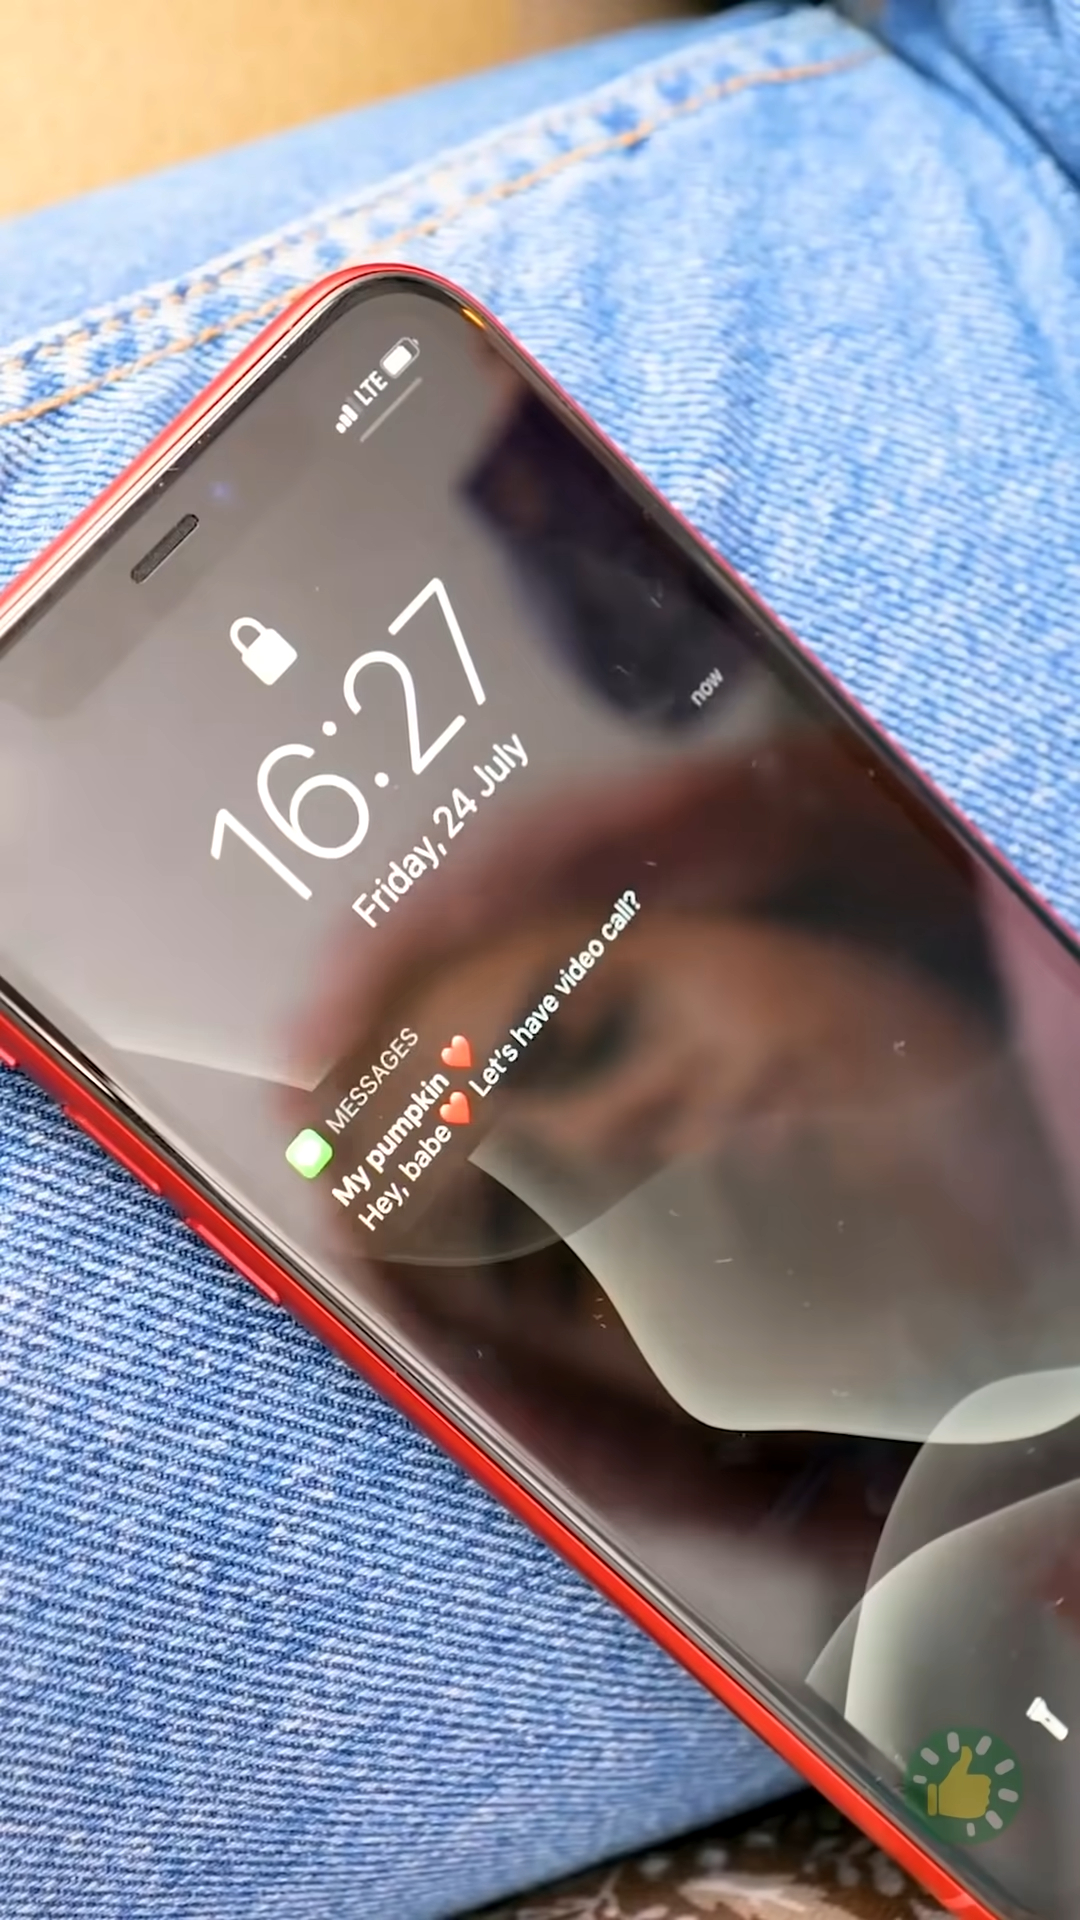 LTE
16:27
Friday, 24 July
MESSAGES
now
My pumpkin ❤️
Hey, babe❤️ Let's have video call?